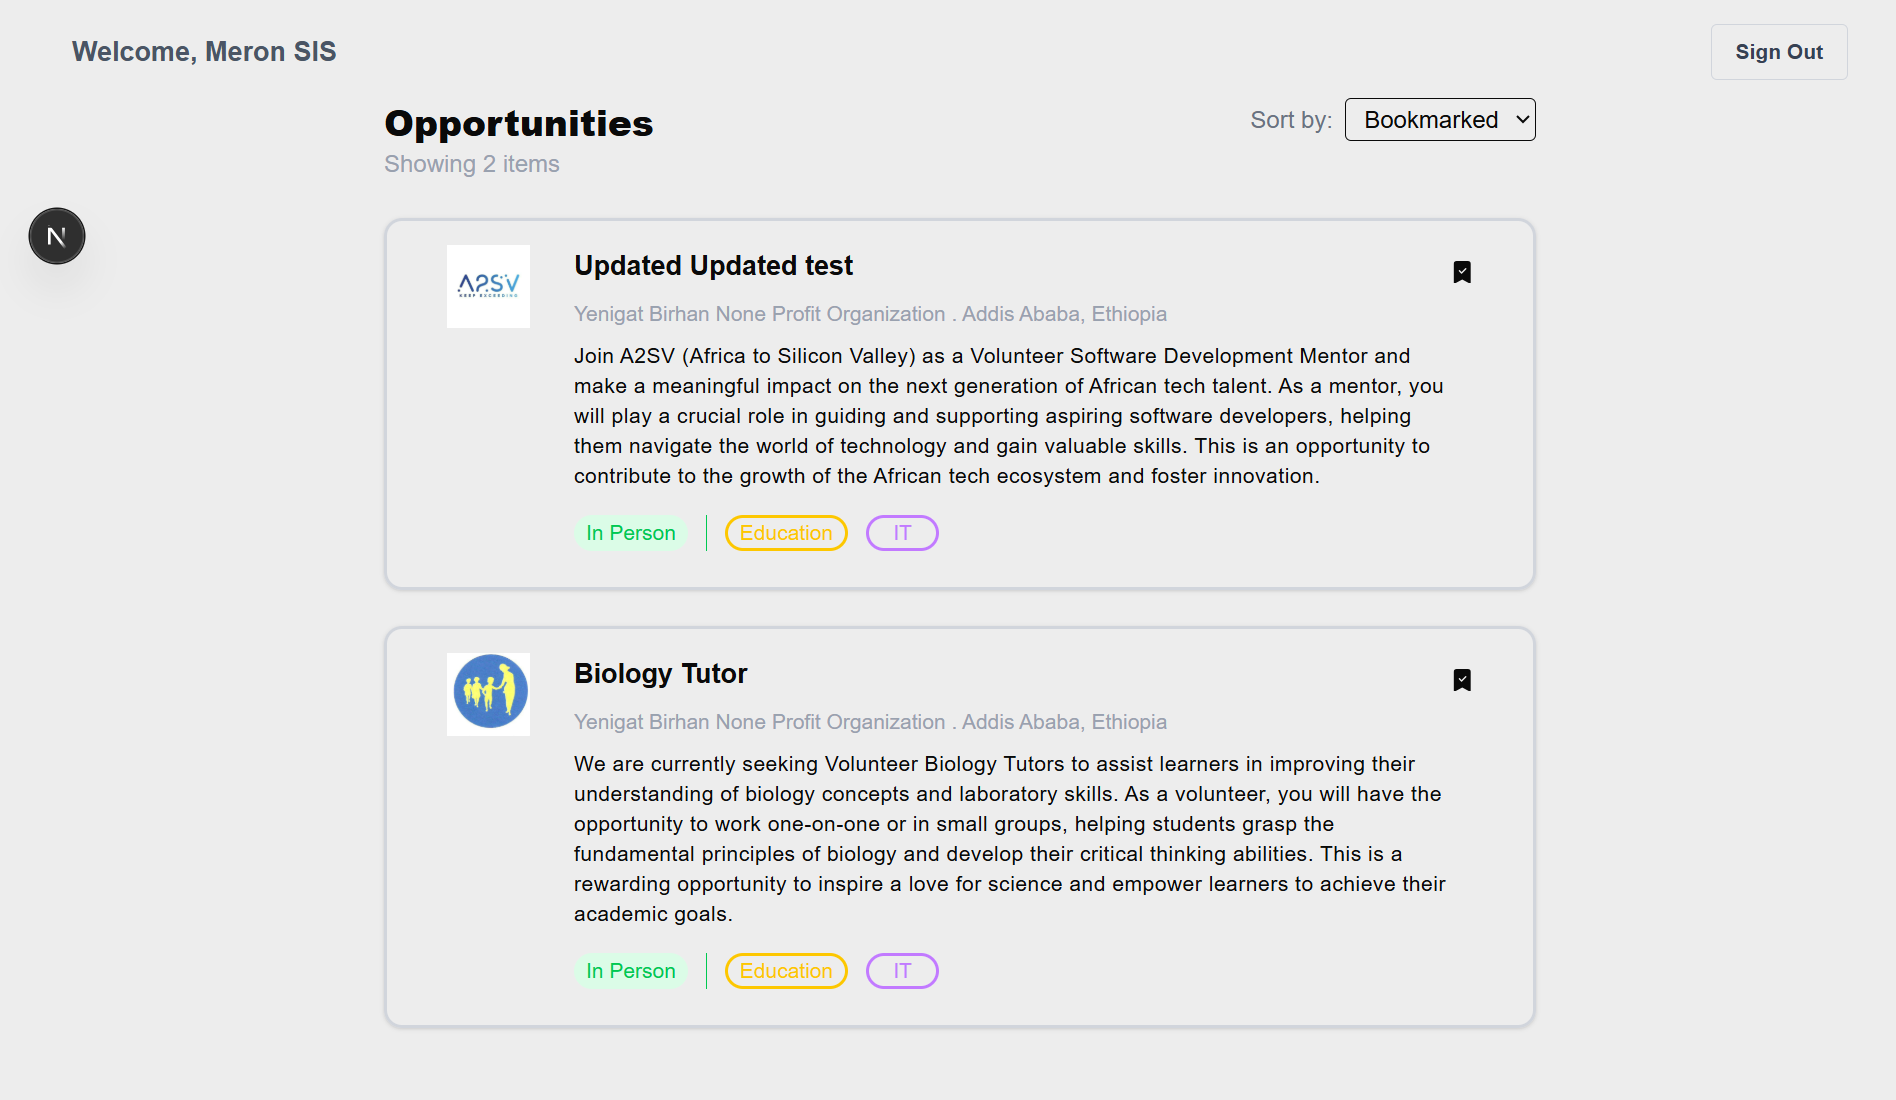 Welcome, Meron SIS
Sign Out
Opportunities
Sort by: Bookmarked
Showing 2 items
N
A2SV
KEEP EXCEEDING
Updated Updated test
Yenigat Birhan None Profit Organization . Addis Ababa, Ethiopia
Join A2SV (Africa to Silicon Valley) as a Volunteer Software Development Mentor and
make a meaningful impact on the next generation of African tech talent. As a mentor, you
will play a crucial role in guiding and supporting aspiring software developers, helping
them navigate the world of technology and gain valuable skills. This is an opportunity to
contribute to the growth of the African tech ecosystem and foster innovation.
In Person Education IT
Biology Tutor
Yenigat Birhan None Profit Organization . Addis Ababa, Ethiopia
We are currently seeking Volunteer Biology Tutors to assist learners in improving their
understanding of biology concepts and laboratory skills. As a volunteer, you will have the
opportunity to work one-on-one or in small groups, helping students grasp the
fundamental principles of biology and develop their critical thinking abilities. This is a
rewarding opportunity to inspire a love for science and empower learners to achieve their
academic goals.
In Person Education IT